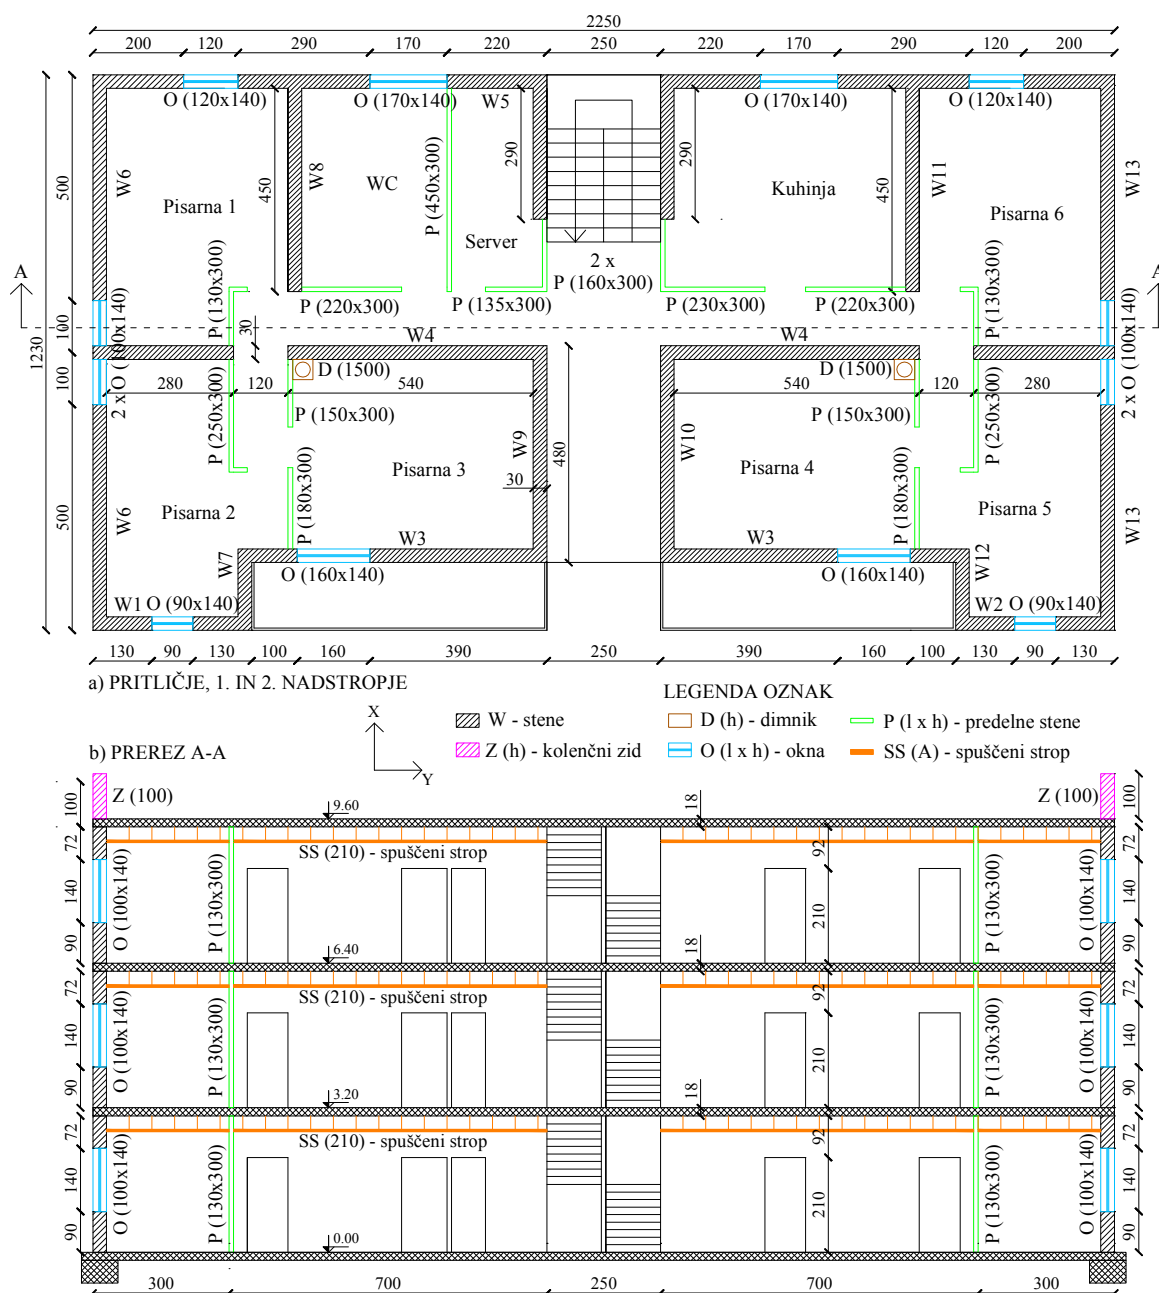 2250
200 120 290 170 220 250 220 170 290 120 200
O (120x140) O (170x140) W5 O (170x140) O (120x140)
W6 Pisarna 1 450 W8 WC P (450x300) 290 Server 290 Kuhinja 450 W11 Pisarna 6 W13
500
2 x
P (160x300)
A A
P (130x300) P (220x300) P (135x300) P (230x300) P (220x300) P (130x300)
100 30 W4 W4
1230
2 x O (100x140) 2 x O (100x140)
100 D (1500) D (1500)
280 120 540 540 120 280
P (250x300) P (150x300) P (150x300) P (250x300)
W9 480 W10
Pisarna 3 30 Pisarna 4
500 W6 Pisarna 2 P (180x300) P (180x300) Pisarna 5 W13
W7 W3 W3 W12
O (160x140) O (160x140)
W1 O (90x140) W2 O (90x140)
130 90 130 100 160 390 250 390 160 100 130 90 130
a) PRITLIČJE, 1. IN 2. NADSTROPJE
LEGENDA OZNAK
X
Y
W - stene D (h) - dimnik P (l x h) - predelne stene
Z (h) - kolenčni zid O (l x h) - okna SS (A) - spuščeni strop
b) PREREZ A-A
100 Z (100) 9.60 18 Z (100) 100
72 SS (210) - spuščeni strop 92 72
140 O (100x140) P (130x300) 210 P (130x300) O (100x140) 140
90 6.40 18 90
72 SS (210) - spuščeni strop 92 72
140 O (100x140) P (130x300) 210 P (130x300) O (100x140) 140
90 3.20 18 90
72 SS (210) - spuščeni strop 92 72
140 O (100x140) P (130x300) 210 P (130x300) O (100x140) 140
90 0.00 90
300 700 250 700 300